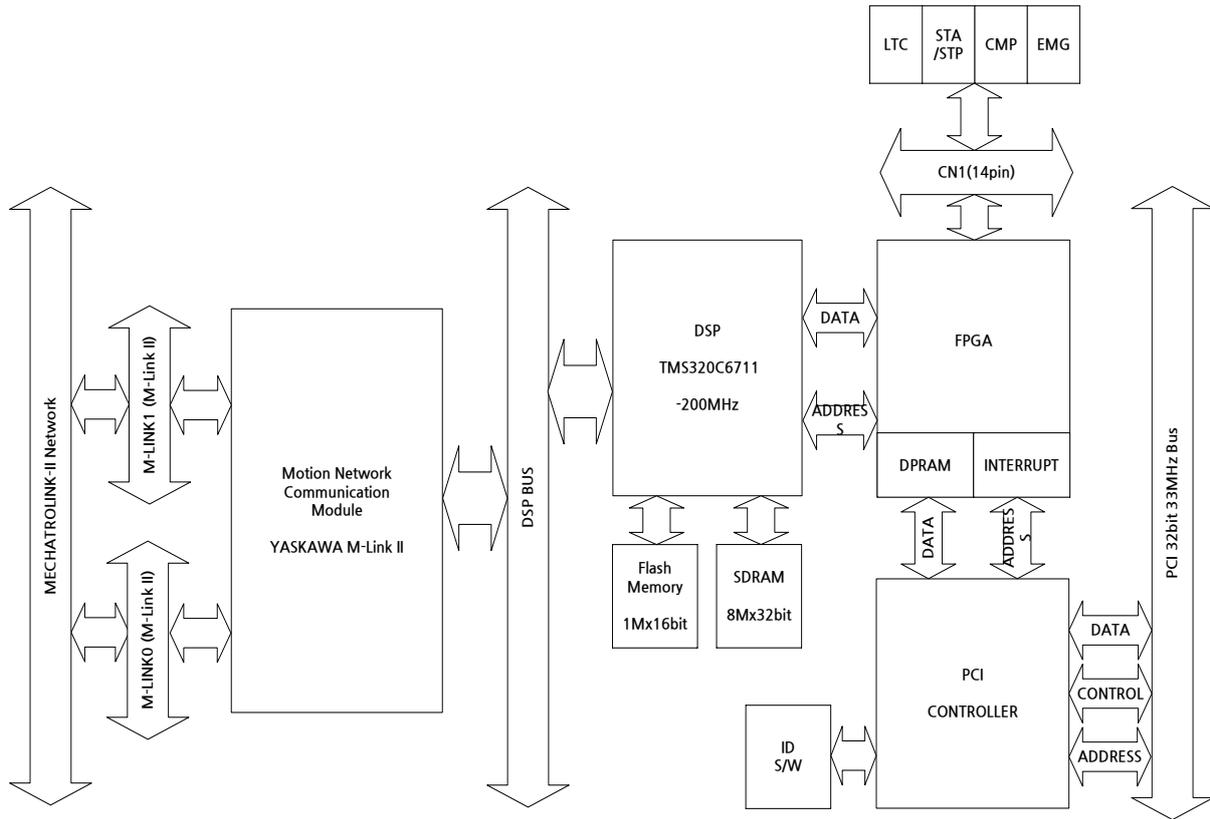 LTC
STA
/STP
CMP
EMG
CN1(14pin)
MECHATROLINK-II Network
M-LINK1 (M-Link II)
M-LINK0 (M-Link II)
Motion Network
Communication
Module
YASKAWA M-Link II
DSP BUS
DSP
TMS320C6711
-200MHz
DATA
ADDRES
S
FPGA
DPRAM
INTERRUPT
Flash
Memory
1Mx16bit
SDRAM
8Mx32bit
DATA
ADDRES
S
PCI
CONTROLLER
ID
S/W
DATA
CONTROL
ADDRESS
PCI 32bit 33MHz Bus